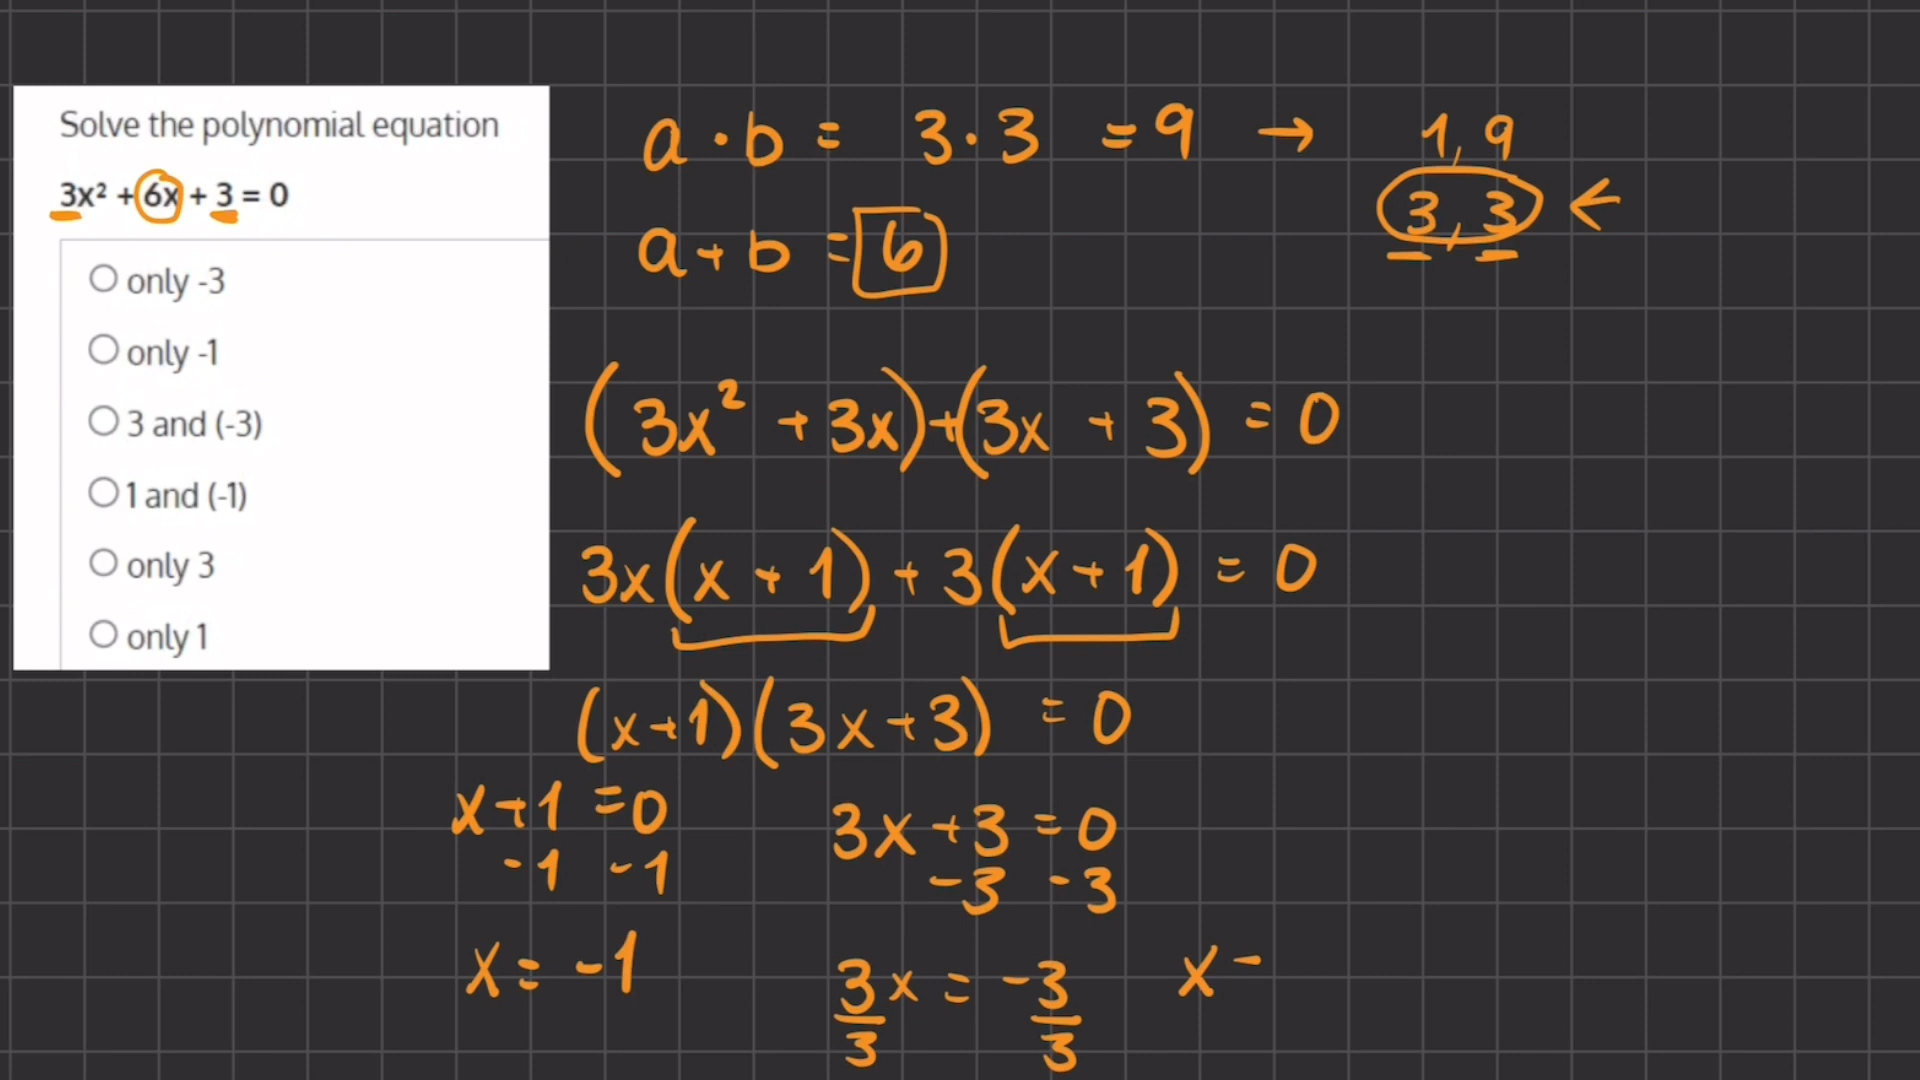 Solve the polynomial equation
3x² + 6x + 3 = 0
only -3
only -1
3 and (-3)
1 and (-1)
only 3
only 1
a · b = 3 · 3 = 9 → 1, 9
3, 3 ←
a + b = 6
(3x² + 3x) + (3x + 3) = 0
3x(x + 1) + 3(x + 1) = 0
(x+1)(3x+3) = 0
x+1 = 0
-1 -1
x = -1
3x + 3 = 0
-3 -3
3x = -3
3 3
x -